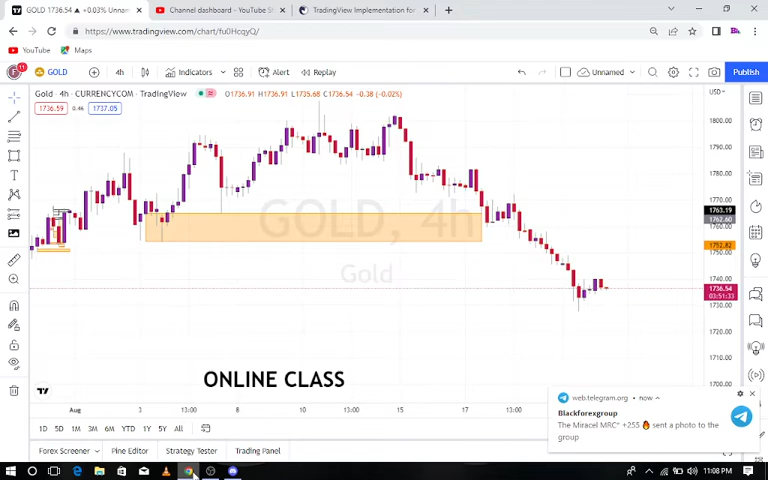 GOLD 1736.54 ▲ +0.03% Unnam
Channel dashboard - YouTube S
TradingView Implementation for
https://www.tradingview.com/chart/fu0HcqyQ/
YouTube
Maps
11
GOLD
4h
Indicators
Alert
Replay
Unnamed
Publish
Gold · 4h · CURRENCYCOM · TradingView
O1736.91 H1736.91 L1735.68 C1736.54 -0.38 (-0.02%)
USD
1736.59 0.46 1737.05
1800.00
1790.00
1780.00
1770.00
1763.19
1762.60
1752.82
1750.00
1740.00
1736.54
03:51:33
1730.00
1720.00
1710.00
1700.00
GOLD, 4h
Gold
ONLINE CLASS
Aug
3
13:00
8
10
13:00
15
17
13:00
web.telegram.org • now
Blackforexgroup
The Miracel MRC* +255 🔥 sent a photo to the
group
1D 5D 1M 3M 6M YTD 1Y 5Y All
Forex Screener
Pine Editor
Strategy Tester
Trading Panel
11:08 PM